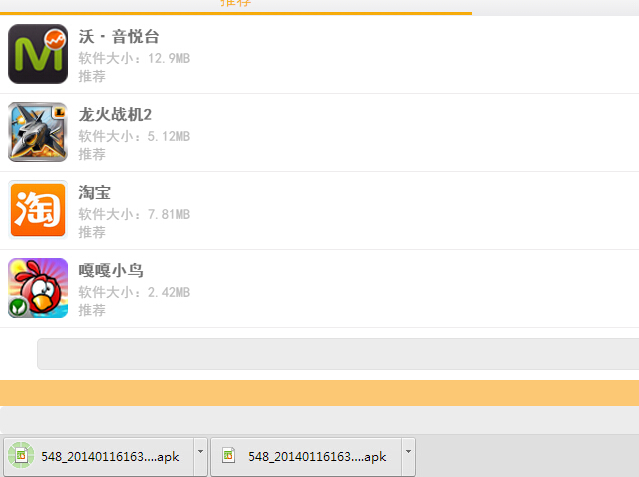 推荐
沃·音悦台
软件大小：12.9MB
推荐
龙火战机2
软件大小：5.12MB
推荐
淘
淘宝
软件大小：7.81MB
推荐
嘎嘎小鸟
软件大小：2.42MB
推荐
548_20140116163....apk
548_20140116163....apk